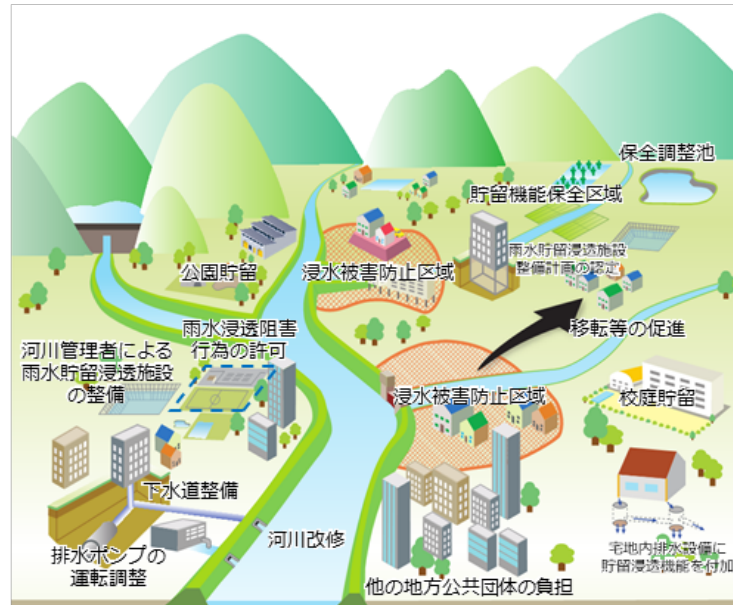 保全調整池
貯留機能保全区域
雨水貯留浸透施設
整備計画の認定
公園貯留
浸水被害防止区域
雨水浸透阻害
行為の許可
移転等の促進
河川管理者による
雨水貯留浸透施設
の整備
浸水被害防止区域
校庭貯留
下水道整備
河川改修
排水ポンプの
運転調整
宅地内排水設備に
貯留浸透機能を付加
他の地方公共団体の負担